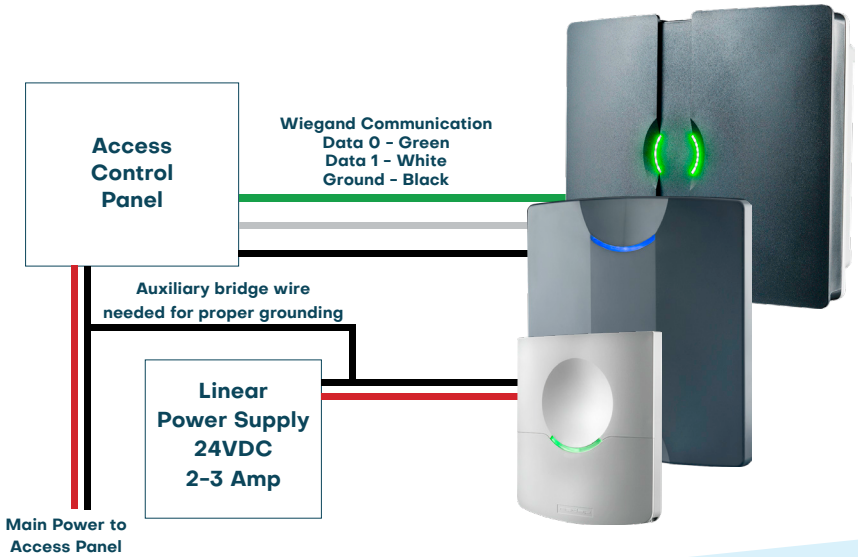 Access
Control
Panel
Wiegand Communication
Data 0 - Green
Data 1 - White
Ground - Black
Auxiliary bridge wire
needed for proper grounding
Linear
Power Supply
24VDC
2-3 Amp
Main Power to
Access Panel